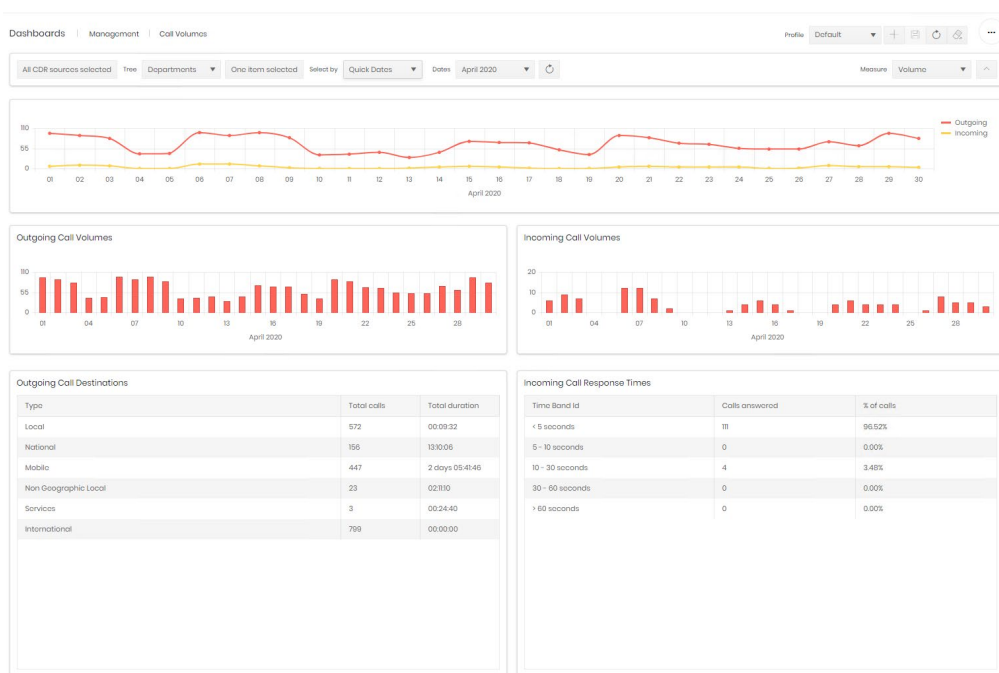 Dashboards | Management | Call Volumes
Profile Default
All CDR sources selected Tree Departments One item selected Select by Quick Dates Dates April 2020 Measure Volume
110
55
0
01 02 03 04 05 06 07 08 09 10 11 12 13 14 15 16 17 18 19 20 21 22 23 24 25 26 27 28 29 30
April 2020
Outgoing
Incoming
Outgoing Call Volumes
110
55
0
01 04 07 10 13 16 19 22 25 28
April 2020
Incoming Call Volumes
20
10
0
01 04 07 10 13 16 19 22 25 28
April 2020
Outgoing Call Destinations
Type Total calls Total duration
Local 572 00:09:32
National 156 13:10:06
Mobile 447 2 days 05:41:46
Non Geographic Local 23 02:11:10
Services 3 00:24:40
International 799 00:00:00
Incoming Call Response Times
Time Band Id Calls answered % of calls
< 5 seconds 111 96.52%
5 - 10 seconds 0 0.00%
10 - 30 seconds 4 3.48%
30 - 60 seconds 0 0.00%
> 60 seconds 0 0.00%